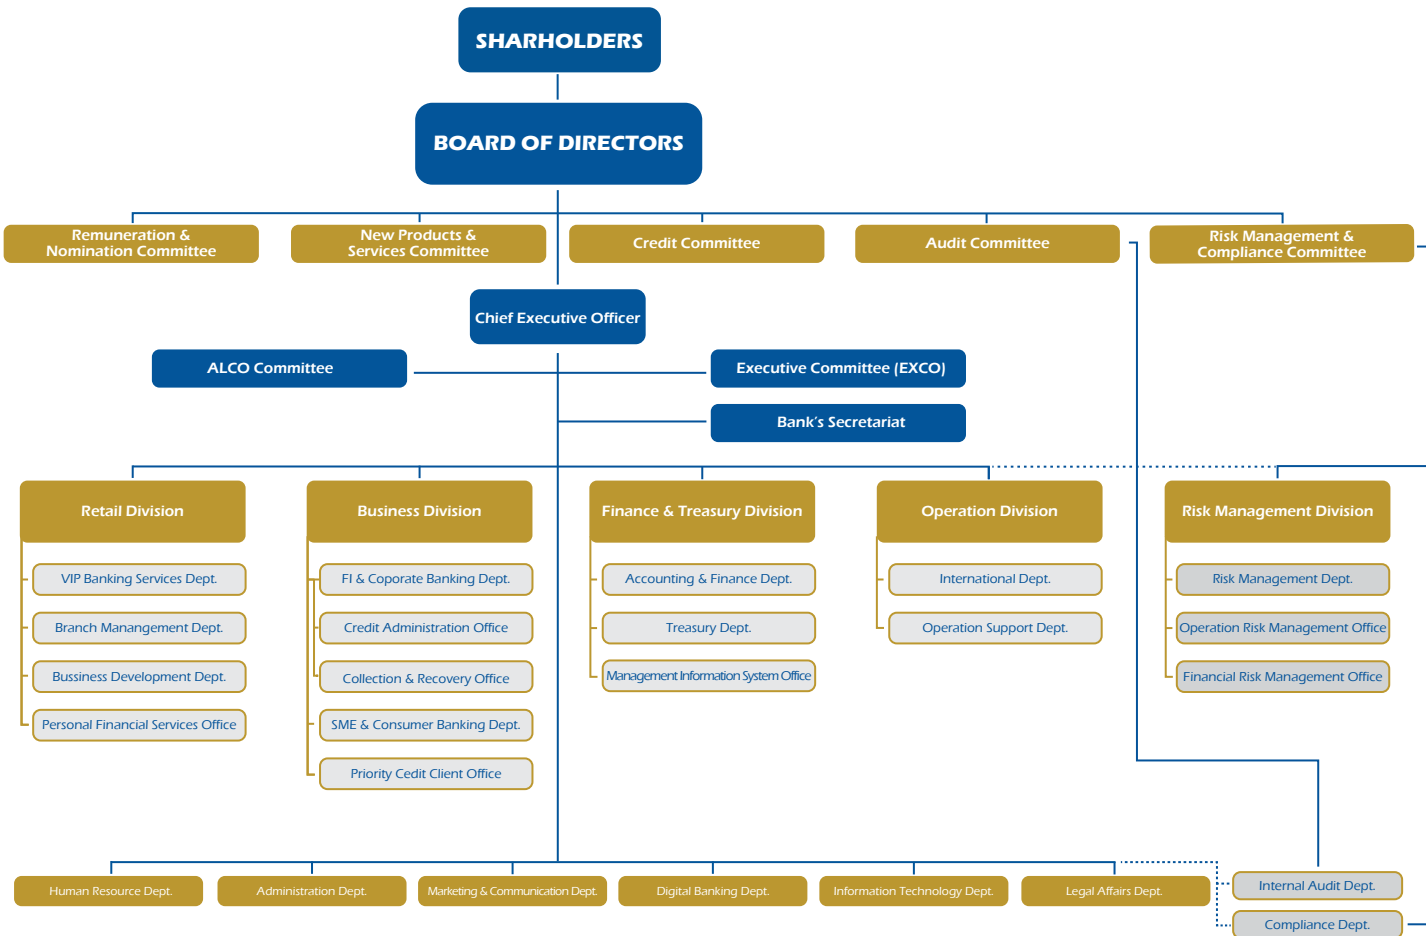 SHARHOLDERS
BOARD OF DIRECTORS
Remuneration &
Nomination Committee
New Products &
Services Committee
Credit Committee
Audit Committee
Risk Management &
Compliance Committee
Chief Executive Officer
ALCO Committee
Executive Committee (EXCO)
Bank's Secretariat
Retail Division
Business Division
Finance & Treasury Division
Operation Division
Risk Management Division
VIP Banking Services Dept.
FI & Coporate Banking Dept.
Accounting & Finance Dept.
International Dept.
Risk Management Dept.
Branch Manangement Dept.
Credit Administration Office
Treasury Dept.
Operation Support Dept.
Operation Risk Management Office
Bussiness Development Dept.
Collection & Recovery Office
Management Information System Office
Financial Risk Management Office
Personal Financial Services Office
SME & Consumer Banking Dept.
Priority Cedit Client Office
Human Resource Dept.
Administration Dept.
Marketing & Communication Dept.
Digital Banking Dept.
Information Technology Dept.
Legal Affairs Dept.
Internal Audit Dept.
Compliance Dept.